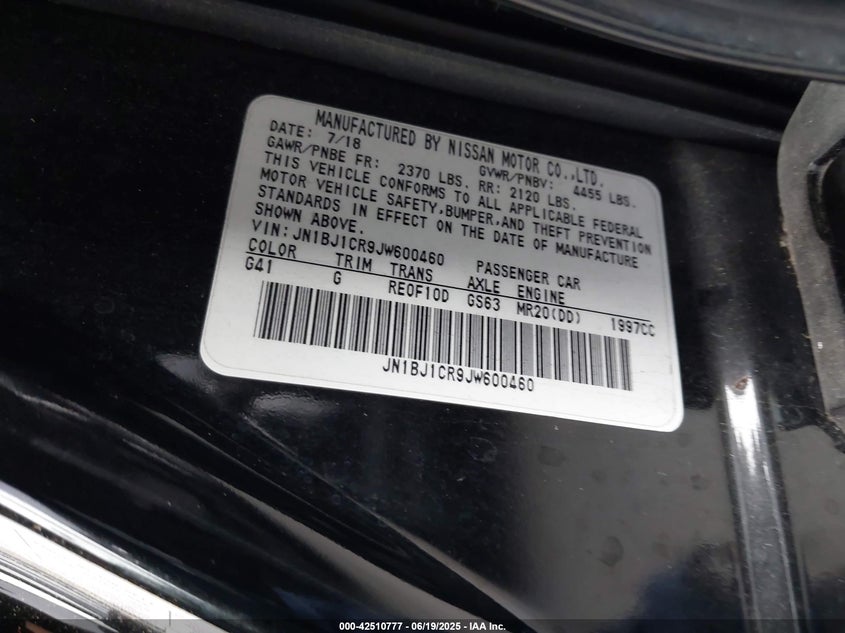 MANUFACTURED BY NISSAN MOTOR CO.,LTD.
DATE: 7/18 GVWR/PNBV: 4455 LBS.
GAWR/PNBE FR: 2370 LBS. RR: 2120 LBS.
THIS VEHICLE CONFORMS TO ALL APPLICABLE FEDERAL
MOTOR VEHICLE SAFETY,BUMPER,AND THEFT PREVENTION
STANDARDS IN EFFECT ON THE DATE OF MANUFACTURE
SHOWN ABOVE.
VIN: JN1BJ1CR9JW600460 PASSENGER CAR
COLOR TRIM TRANS AXLE ENGINE
G41 G RE0F10D GS63 MR20(DD) 1997CC
JN1BJ1CR9JW600460
000-42510777 - 06/19/2025 - IAA Inc.